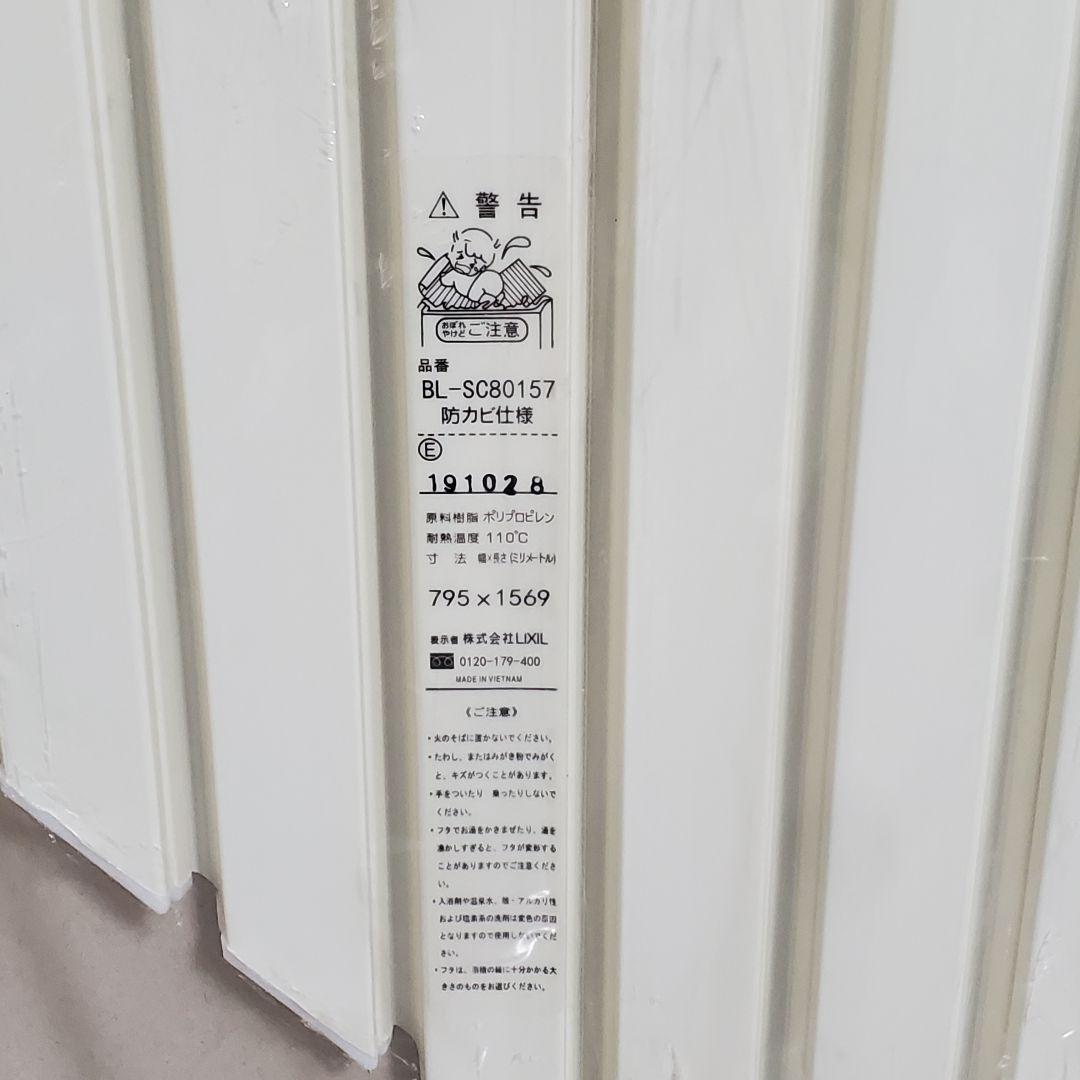 警告
おぼれ
やけど ご注意
品番
BL-SC80157
防カビ仕様
Ⓔ
191028
原料樹脂 ポリプロピレン
耐熱温度 110℃
寸 法 幅×長さ(ミリメートル)
795×1569
表示者 株式会社LIXIL
0120-179-400
MADE IN VIETNAM
《ご注意》
・火のそばに置かないでください。
・たわし、またはみがき粉でみがく
と、キズがつくことがあります。
・手をついたり 乗ったりしないで
ください。
・フタでお湯をかきまぜたり、湯を
沸かしすぎると、フタが変形する
ことがありますのでご注意くださ
い。
・入浴剤や温泉水、酸・アルカリ性
および塩素系の洗剤は変色の原因
となりますので使用しないでくだ
さい。
・フタは、浴槽の縁に十分かかる大
きさのものをお選びください。